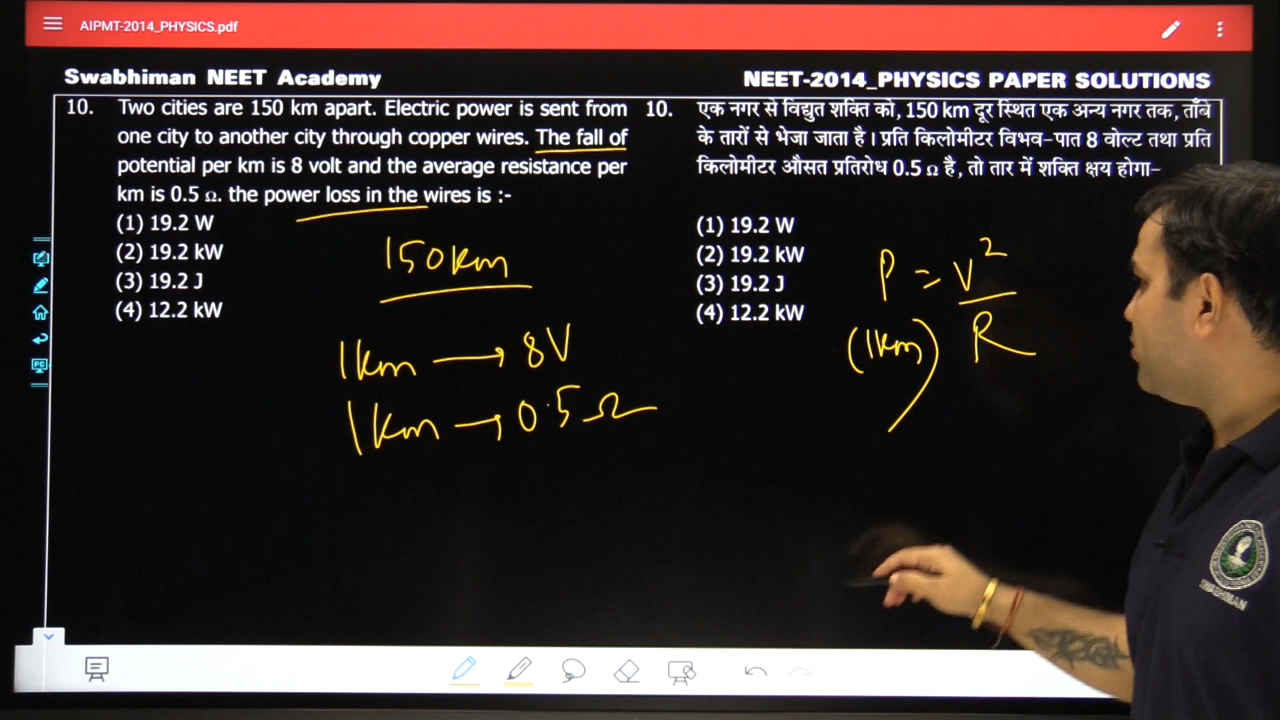 AIPMT-2014_PHYSICS.pdf
Swabhiman NEET Academy
NEET-2014_PHYSICS PAPER SOLUTIONS
10. Two cities are 150 km apart. Electric power is sent from
one city to another city through copper wires. The fall of
potential per km is 8 volt and the average resistance per
km is 0.5 Ω. the power loss in the wires is :-
(1) 19.2 W
(2) 19.2 kW
(3) 19.2 J
(4) 12.2 kW
150km
1km → 8V
1km → 0.5 Ω
10. एक नगर से विद्युत शक्ति को, 150 km दूर स्थित एक अन्य नगर तक, ताँबे
के तारों से भेजा जाता है। प्रति किलोमीटर विभव-पात 8 वोल्ट तथा प्रति
किलोमीटर औसत प्रतिरोध 0.5 Ω है, तो तार में शक्ति क्षय होगा-
(1) 19.2 W
(2) 19.2 kW
(3) 19.2 J
(4) 12.2 kW
P = V²/R
(1km)
PC
SWABHIMAN